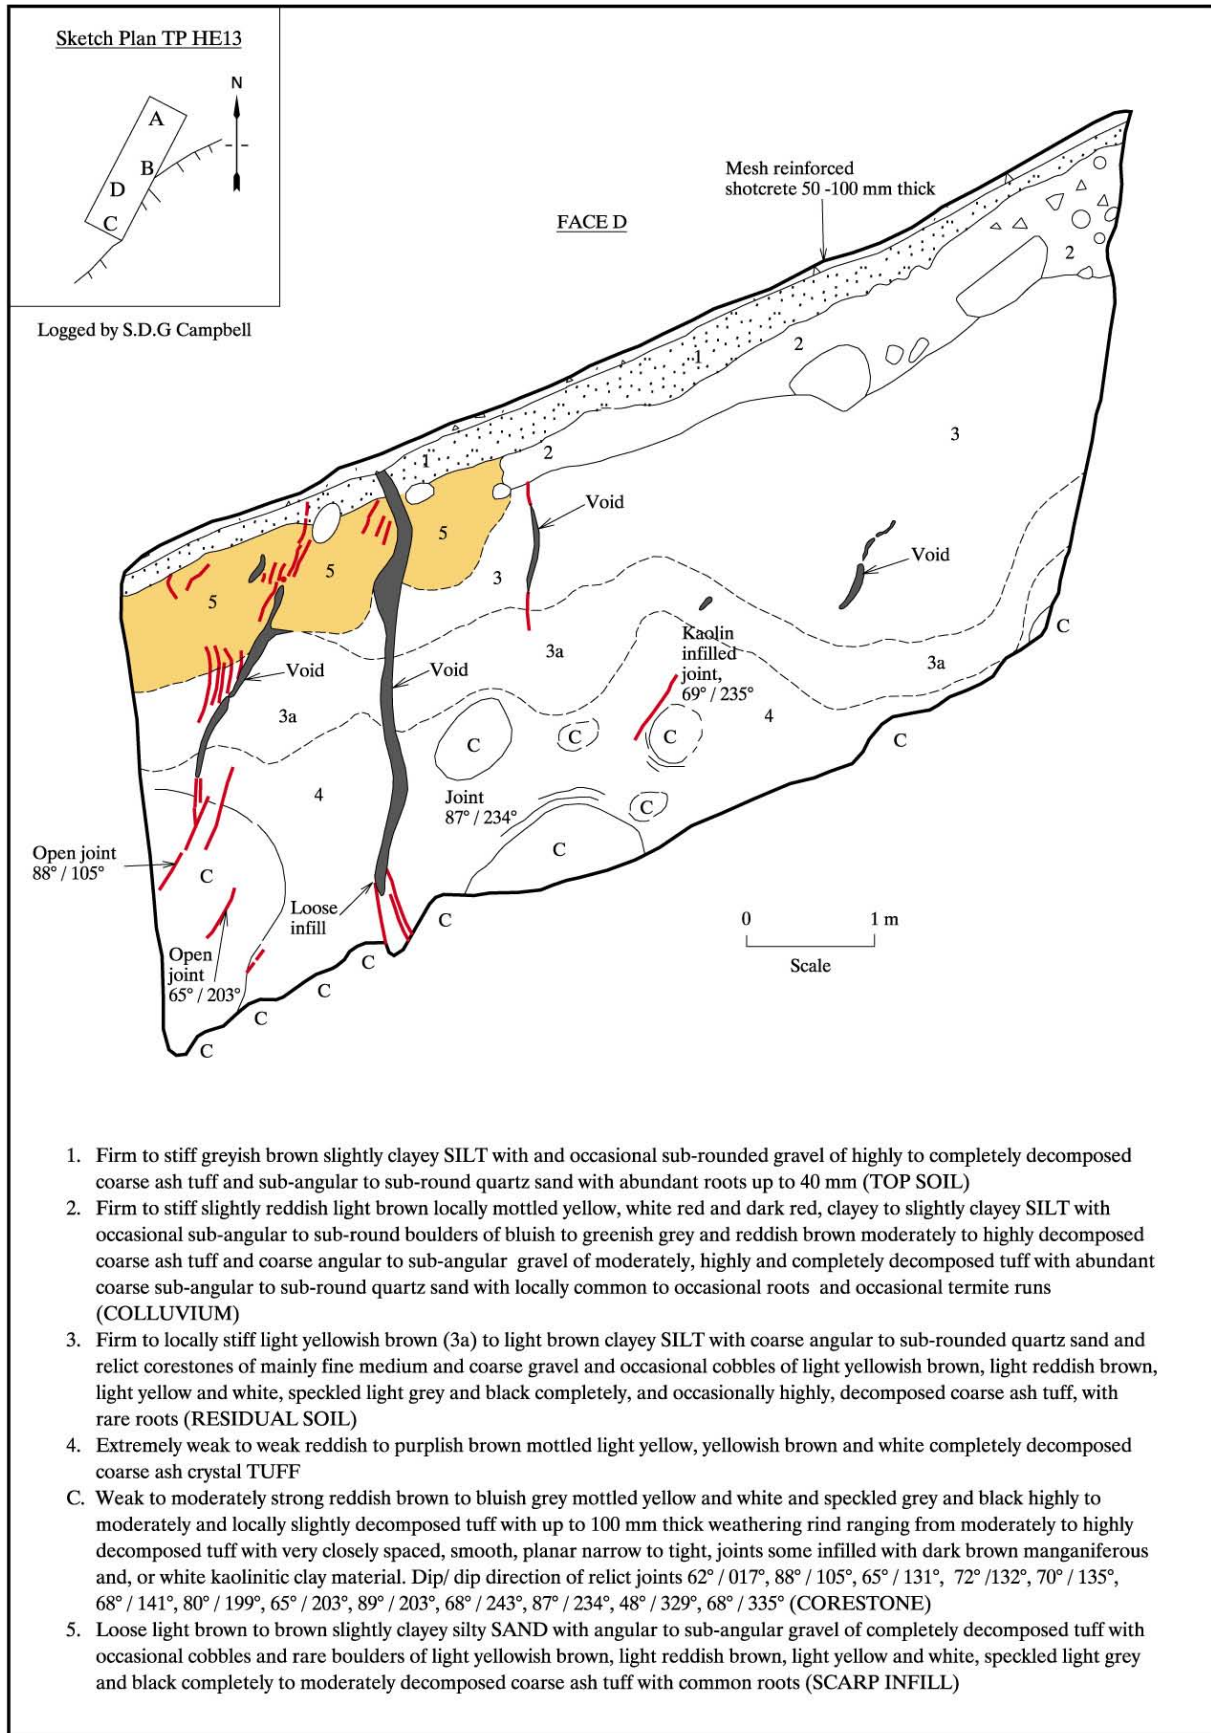 Sketch Plan TP HE13
N
A
B
D
C
Logged by S.D.G Campbell
FACE D
Mesh reinforced
shotcrete 50 -100 mm thick
2
1
2
3
2
1
Void
5
5
5
3
Void
C
Kaolin
infilled
joint,
69° / 235°
3a
3a
Void
Void
3a
4
C
C
C
C
4
Joint
87° / 234°
C
C
Open joint
88° / 105°
C
Loose
infill
C
0 1 m
Scale
Open
joint
65° / 203°
C
C
C
C
1. Firm to stiff greyish brown slightly clayey SILT with and occasional sub-rounded gravel of highly to completely decomposed
coarse ash tuff and sub-angular to sub-round quartz sand with abundant roots up to 40 mm (TOP SOIL)
2. Firm to stiff slightly reddish light brown locally mottled yellow, white red and dark red, clayey to slightly clayey SILT with
occasional sub-angular to sub-round boulders of bluish to greenish grey and reddish brown moderately to highly decomposed
coarse ash tuff and coarse angular to sub-angular gravel of moderately, highly and completely decomposed tuff with abundant
coarse sub-angular to sub-round quartz sand with locally common to occasional roots and occasional termite runs
(COLLUVIUM)
3. Firm to locally stiff light yellowish brown (3a) to light brown clayey SILT with coarse angular to sub-rounded quartz sand and
relict corestones of mainly fine medium and coarse gravel and occasional cobbles of light yellowish brown, light reddish brown,
light yellow and white, speckled light grey and black completely, and occasionally highly, decomposed coarse ash tuff, with
rare roots (RESIDUAL SOIL)
4. Extremely weak to weak reddish to purplish brown mottled light yellow, yellowish brown and white completely decomposed
coarse ash crystal TUFF
C. Weak to moderately strong reddish brown to bluish grey mottled yellow and white and speckled grey and black highly to
moderately and locally slightly decomposed tuff with up to 100 mm thick weathering rind ranging from moderately to highly
decomposed tuff with very closely spaced, smooth, planar narrow to tight, joints some infilled with dark brown manganiferous
and, or white kaolinitic clay material. Dip/ dip direction of relict joints 62° / 017°, 88° / 105°, 65° / 131°, 72° /132°, 70° / 135°,
68° / 141°, 80° / 199°, 65° / 203°, 89° / 203°, 68° / 243°, 87° / 234°, 48° / 329°, 68° / 335° (CORESTONE)
5. Loose light brown to brown slightly clayey silty SAND with angular to sub-angular gravel of completely decomposed tuff with
occasional cobbles and rare boulders of light yellowish brown, light reddish brown, light yellow and white, speckled light grey
and black completely to moderately decomposed coarse ash tuff with common roots (SCARP INFILL)